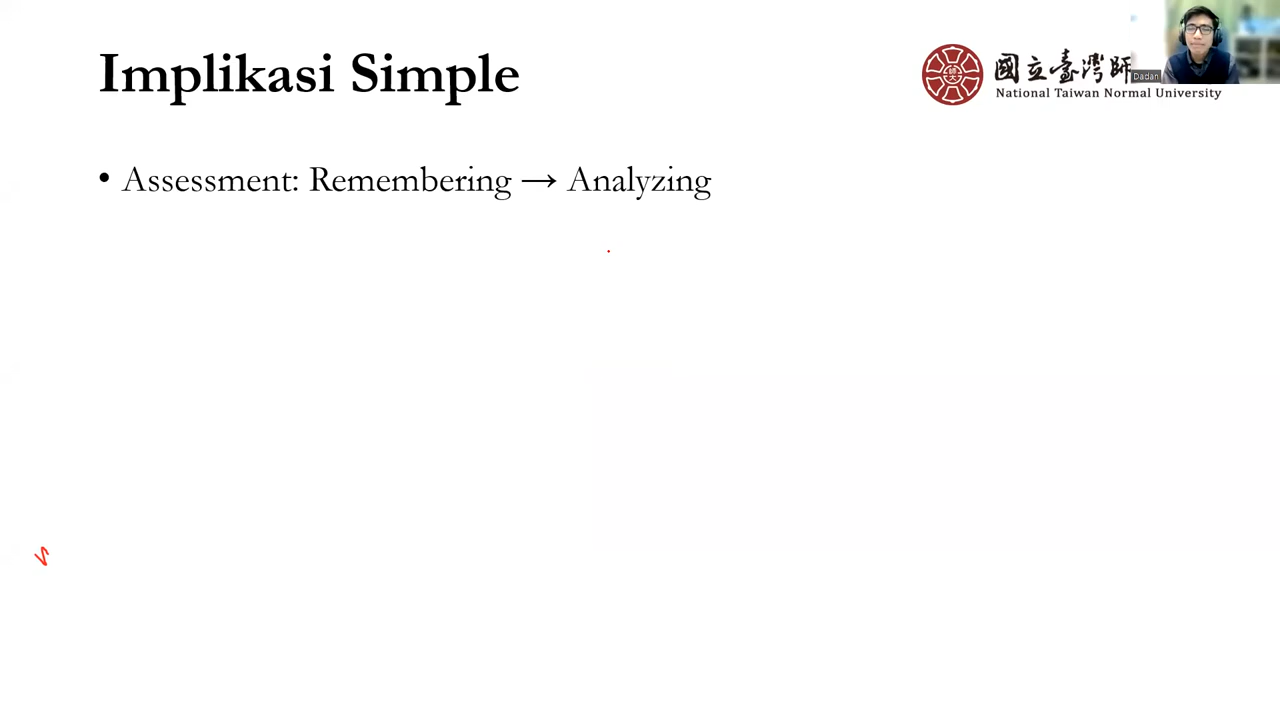 Implikasi Simple
國立臺灣師
National Taiwan Normal University
Dadan
• Assessment: Remembering → Analyzing